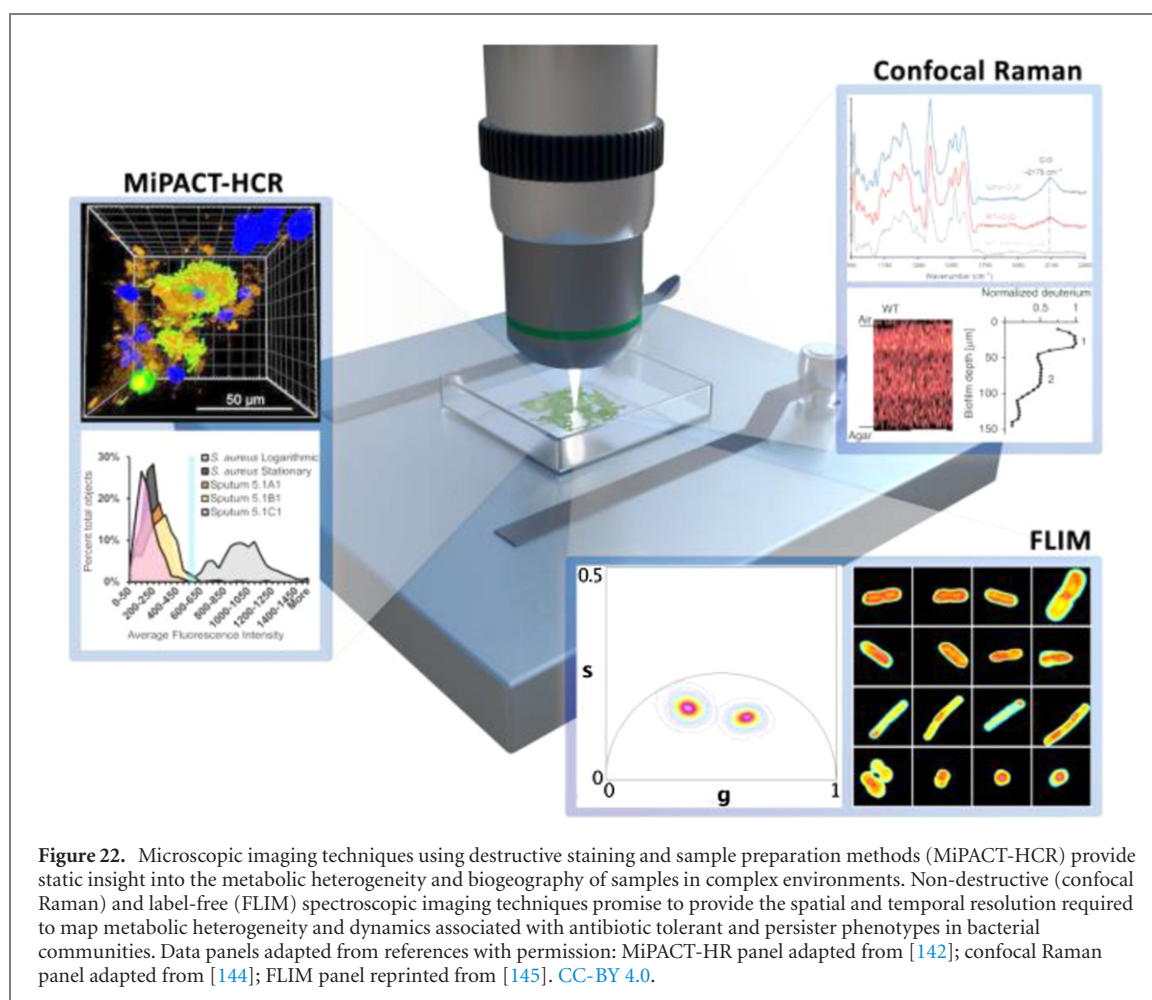 Confocal Raman
C-D
~2175 cm⁻¹
Wavenumber (cm⁻¹)
Normalized deuterium
WT
0.5
1
Air
0
50
100
150
Biofilm depth [µm]
1
2
Agar
MiPACT-HCR
50 µm
30%
20%
10%
0%
Percent total objects
S. aureus Logarithmic
S. aureus Stationary
Sputum 5.1A1
Sputum 5.1B1
Sputum 5.1C1
0-50
200-250
400-450
600-650
800-850
1000-1050
1200-1250
1400-1450
More
Average Fluorescence Intensity
FLIM
0.5
s
0
0
g
1
Figure 22. Microscopic imaging techniques using destructive staining and sample preparation methods (MiPACT-HCR) provide
static insight into the metabolic heterogeneity and biogeography of samples in complex environments. Non-destructive (confocal
Raman) and label-free (FLIM) spectroscopic imaging techniques promise to provide the spatial and temporal resolution required
to map metabolic heterogeneity and dynamics associated with antibiotic tolerant and persister phenotypes in bacterial
communities. Data panels adapted from references with permission: MiPACT-HR panel adapted from [142]; confocal Raman
panel adapted from [144]; FLIM panel reprinted from [145]. CC-BY 4.0.